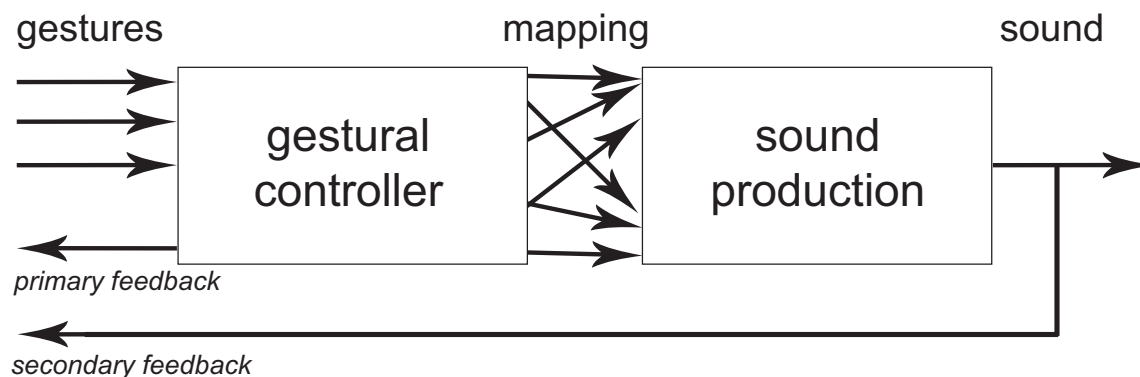 gestures
mapping
sound
gestural
controller
sound
production
primary feedback
secondary feedback